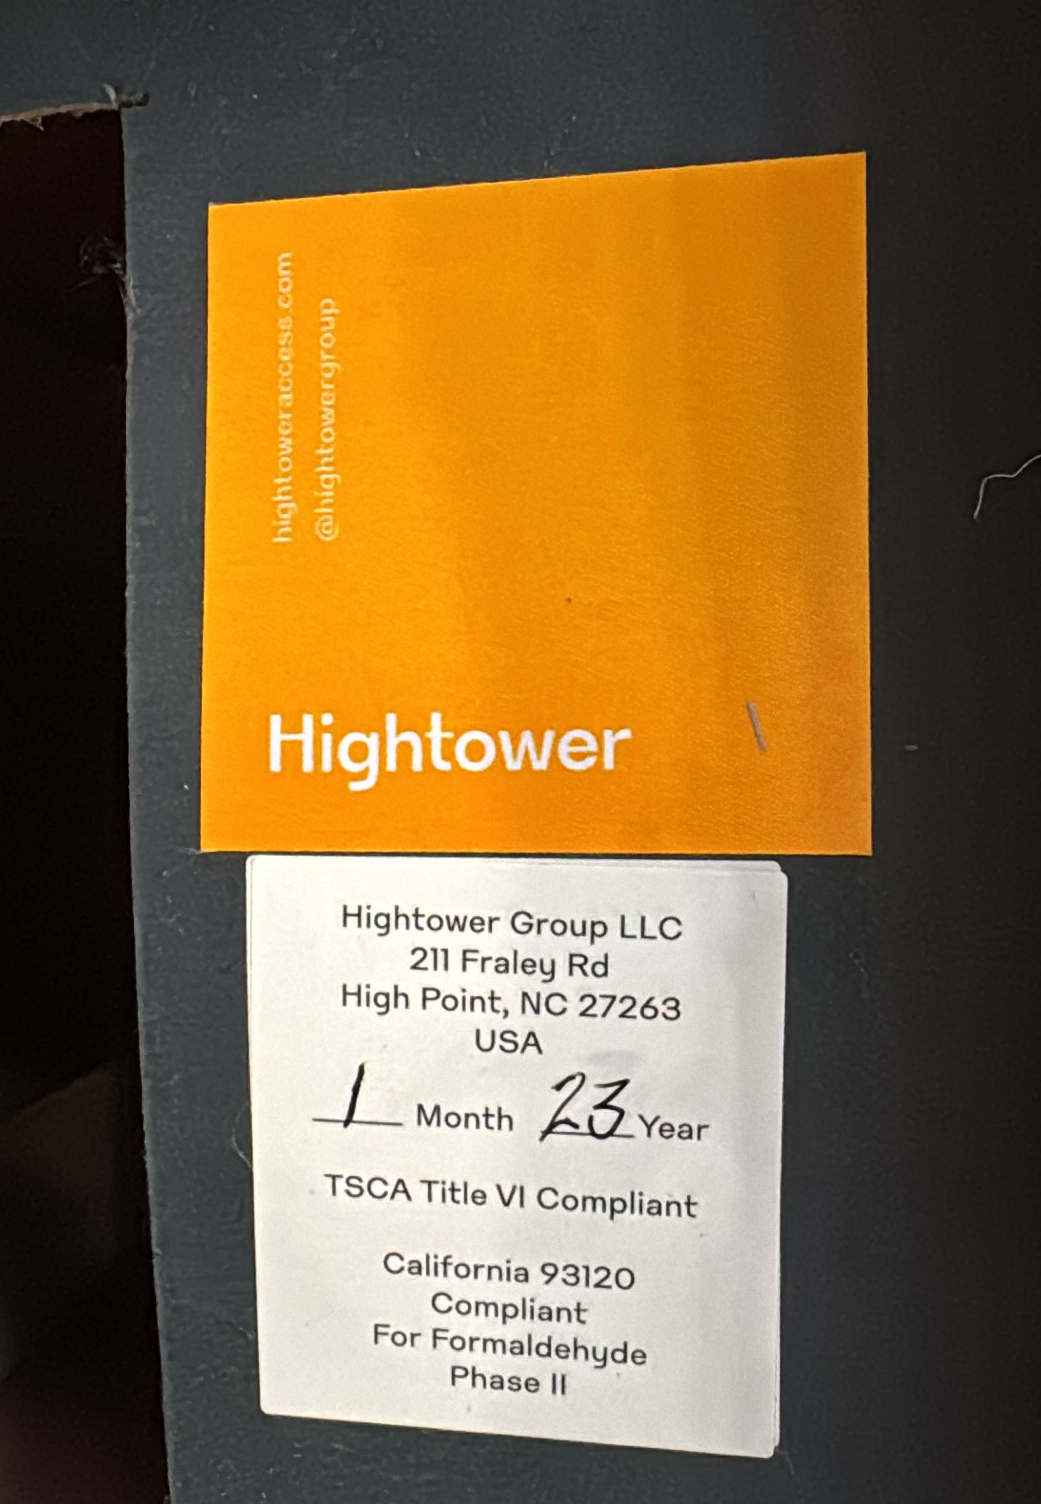 hightoweraccess.com
@hightowergroup
Hightower
Hightower Group LLC
211 Fraley Rd
High Point, NC 27263
USA
1 Month 23 Year
TSCA Title VI Compliant
California 93120
Compliant
For Formaldehyde
Phase II